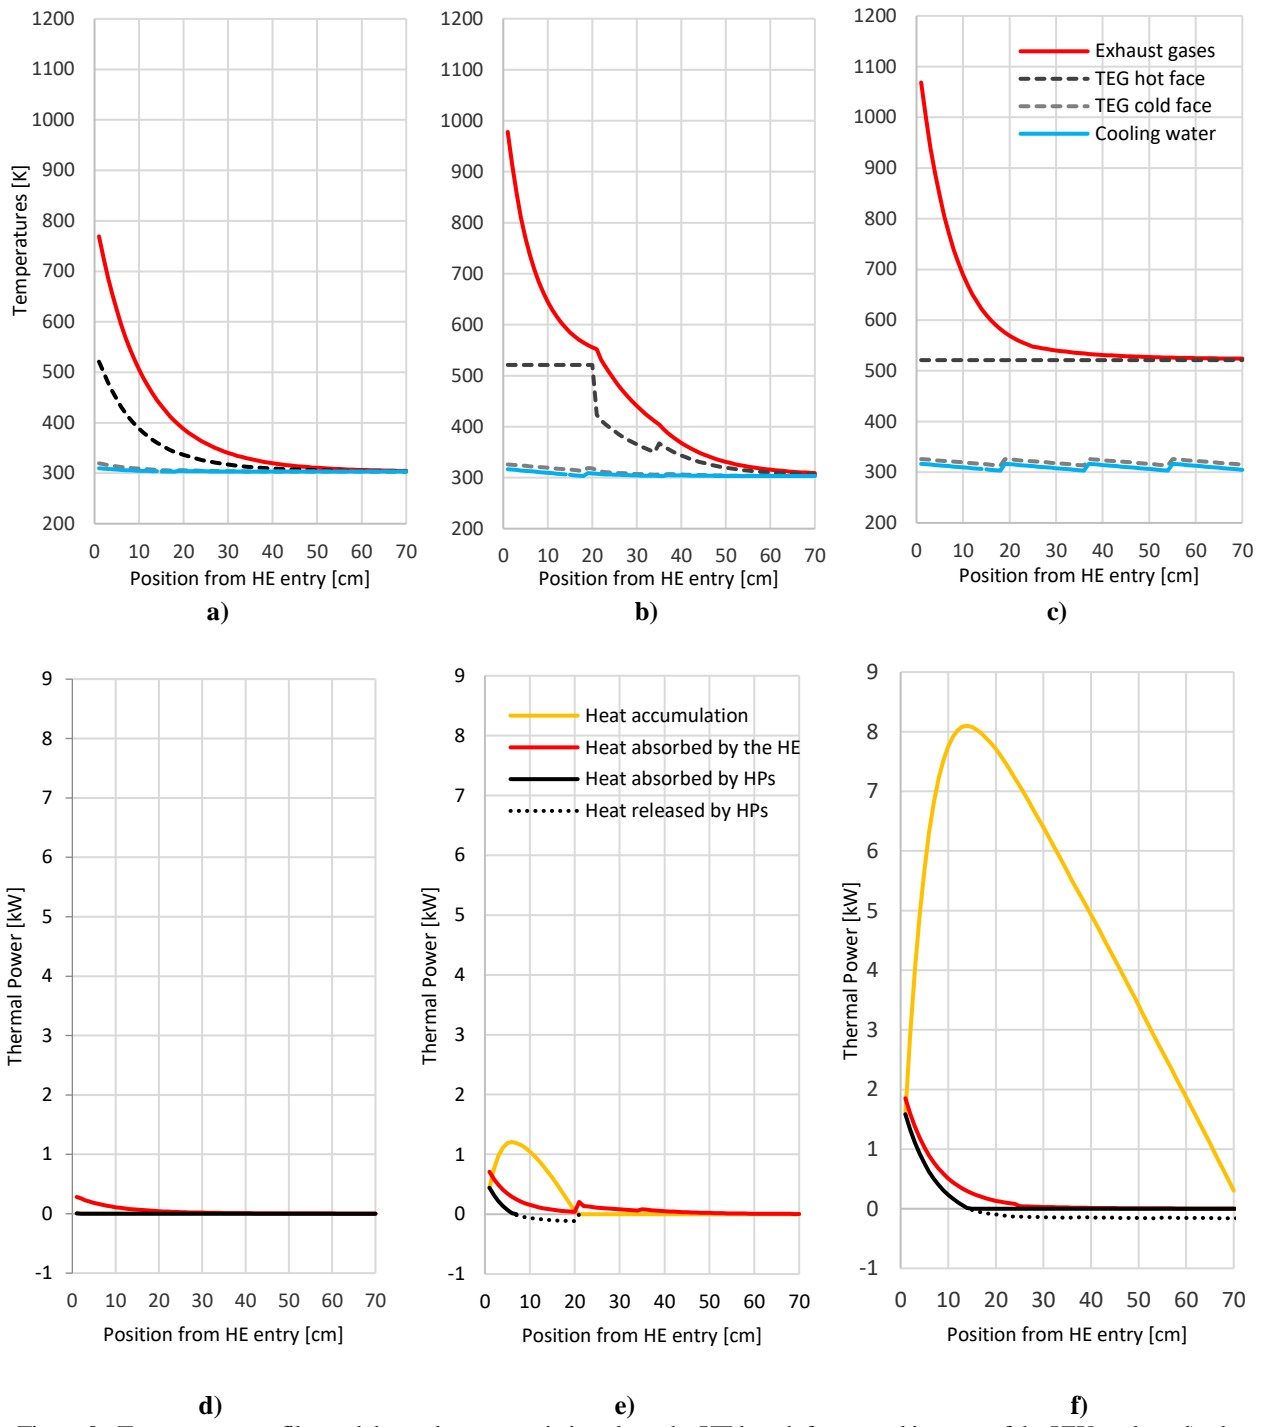 1200
1100
1000
900
800
700
600
500
400
300
200
Temperatures [K]
0 10 20 30 40 50 60 70
Position from HE entry [cm]
a)
1200
1100
1000
900
800
700
600
500
400
300
200
0 10 20 30 40 50 60 70
Position from HE entry [cm]
b)
1200
1100
1000
900
800
700
600
500
400
300
200
Exhaust gases
TEG hot face
TEG cold face
Cooling water
0 10 20 30 40 50 60 70
Position from HE entry [cm]
c)
9
8
7
6
5
4
3
2
1
0
-1
Thermal Power [kW]
0 10 20 30 40 50 60 70
Position from HE entry [cm]
d)
9
8
7
6
5
4
3
2
1
0
-1
Thermal Power [kW]
Heat accumulation
Heat absorbed by the HE
Heat absorbed by HPs
Heat released by HPs
0 10 20 30 40 50 60 70
Position from HE entry [cm]
e)
9
8
7
6
5
4
3
2
1
0
-1
Thermal Power [kW]
0 10 20 30 40 50 60 70
Position from HE entry [cm]
f)